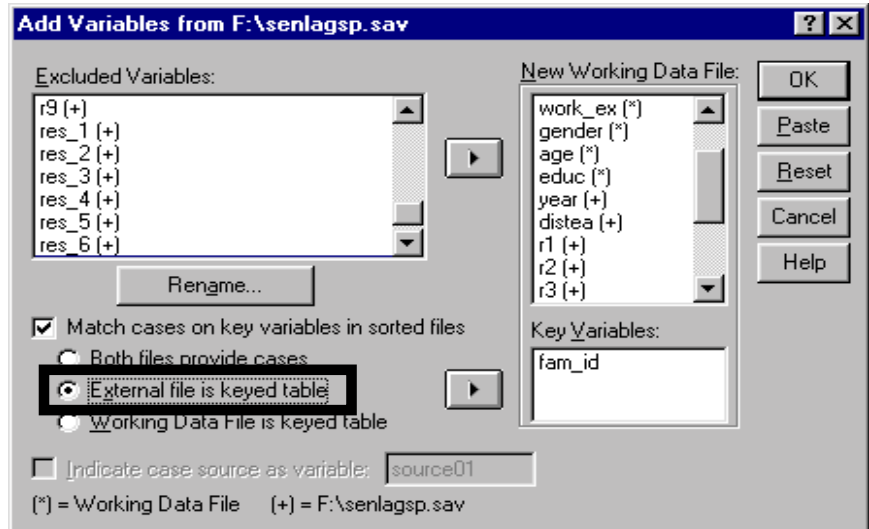 Add Variables from F:\senlagsp.sav
Excluded Variables:
r9 (+)
res_1 (+)
res_2 (+)
res_3 (+)
res_4 (+)
res_5 (+)
res_6 (+)
Rename...
New Working Data File:
work_ex (*)
gender (*)
age (*)
educ (*)
year (+)
distea (+)
r1 (+)
r2 (+)
r3 (+)
OK
Paste
Reset
Cancel
Help
Match cases on key variables in sorted files
Both files provide cases
External file is keyed table
Working Data File is keyed table
Key Variables:
fam_id
Indicate case source as variable: source01
(*) = Working Data File (+) = F:\senlagsp.sav